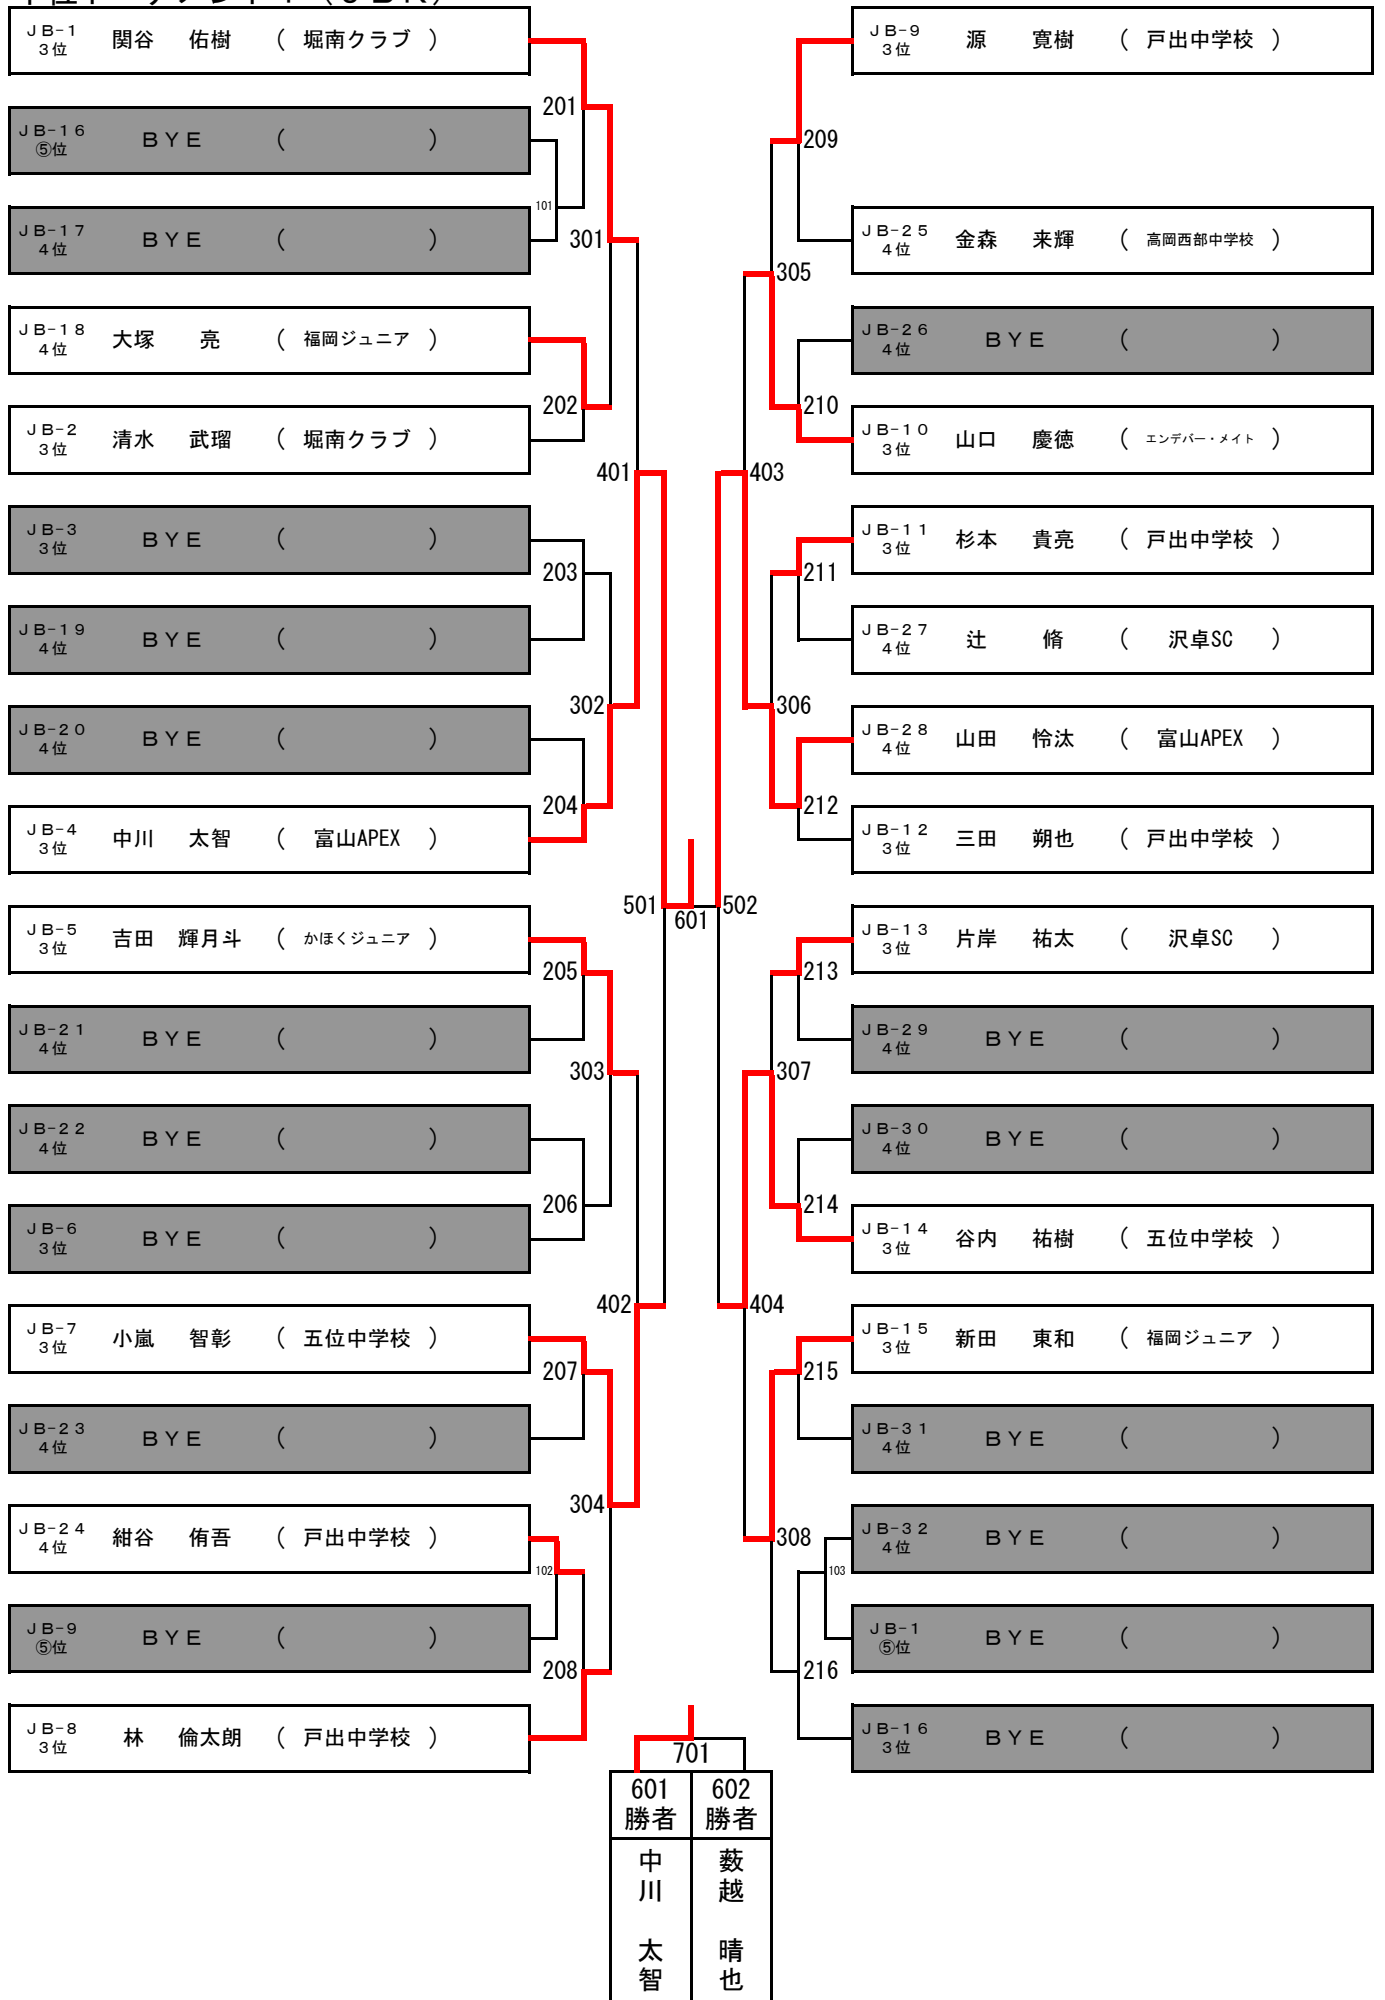 JB-1 3位 関谷 佑樹 ( 堀南クラブ )
JB-16 ⑤位 BYE ( )
JB-17 4位 BYE ( )
JB-18 4位 大塚 亮 ( 福岡ジュニア )
JB-2 3位 清水 武瑠 ( 堀南クラブ )
JB-3 3位 BYE ( )
JB-19 4位 BYE ( )
JB-20 4位 BYE ( )
JB-4 3位 中川 太智 ( 富山APEX )
JB-5 3位 吉田 輝月斗 ( かほくジュニア )
JB-21 4位 BYE ( )
JB-22 4位 BYE ( )
JB-6 3位 BYE ( )
JB-7 3位 小嵐 智彰 ( 五位中学校 )
JB-23 4位 BYE ( )
JB-24 4位 紺谷 侑吾 ( 戸出中学校 )
JB-9 ⑤位 BYE ( )
JB-8 3位 林 倫太朗 ( 戸出中学校 )
101
102
201
202
203
204
205
206
207
208
301
302
303
304
401
402
501
601
502
403
404
305
306
307
308
209
210
211
212
213
214
215
216
103
JB-9 3位 源 寛樹 ( 戸出中学校 )
JB-25 4位 金森 来輝 ( 高岡西部中学校 )
JB-26 4位 BYE ( )
JB-10 3位 山口 慶徳 ( エンデバー・メイト )
JB-11 3位 杉本 貴亮 ( 戸出中学校 )
JB-27 4位 辻 脩 ( 沢卓SC )
JB-28 4位 山田 怜汰 ( 富山APEX )
JB-12 3位 三田 朔也 ( 戸出中学校 )
JB-13 3位 片岸 祐太 ( 沢卓SC )
JB-29 4位 BYE ( )
JB-30 4位 BYE ( )
JB-14 3位 谷内 祐樹 ( 五位中学校 )
JB-15 3位 新田 東和 ( 福岡ジュニア )
JB-31 4位 BYE ( )
JB-32 4位 BYE ( )
JB-1 ⑤位 BYE ( )
JB-16 3位 BYE ( )
701
601 勝者
602 勝者
中川 太智
薮越 晴也